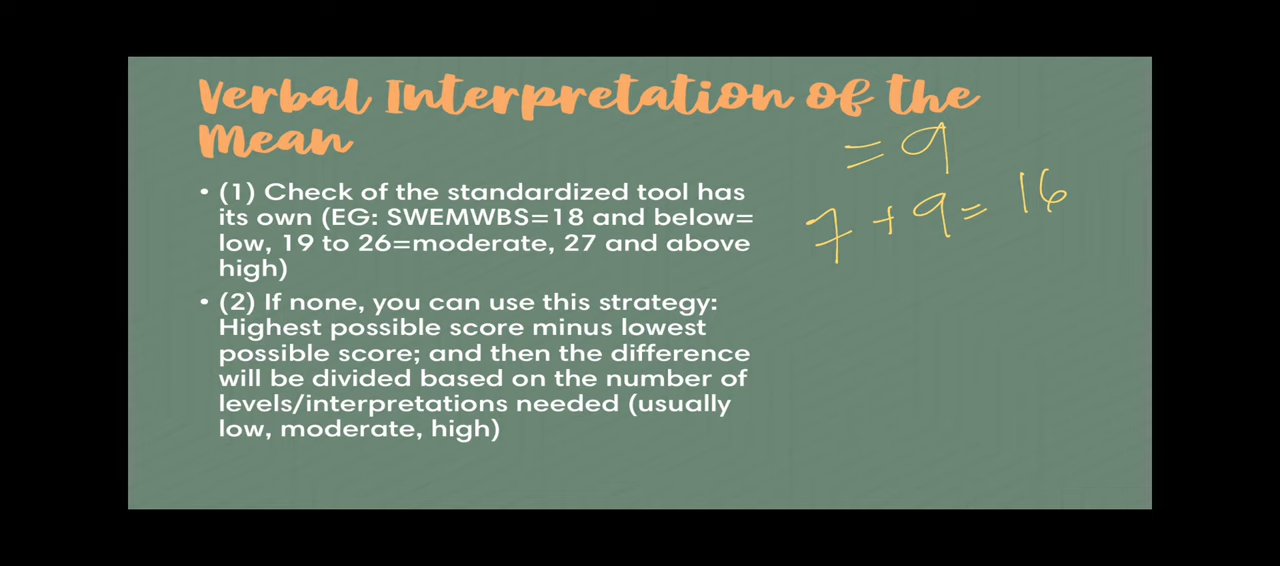 Verbal Interpretation of the
Mean
= 9
7 + 9 = 16
• (1) Check of the standardized tool has
its own (EG: SWEMWBS=18 and below=
low, 19 to 26=moderate, 27 and above
high)
• (2) If none, you can use this strategy:
Highest possible score minus lowest
possible score; and then the difference
will be divided based on the number of
levels/interpretations needed (usually
low, moderate, high)